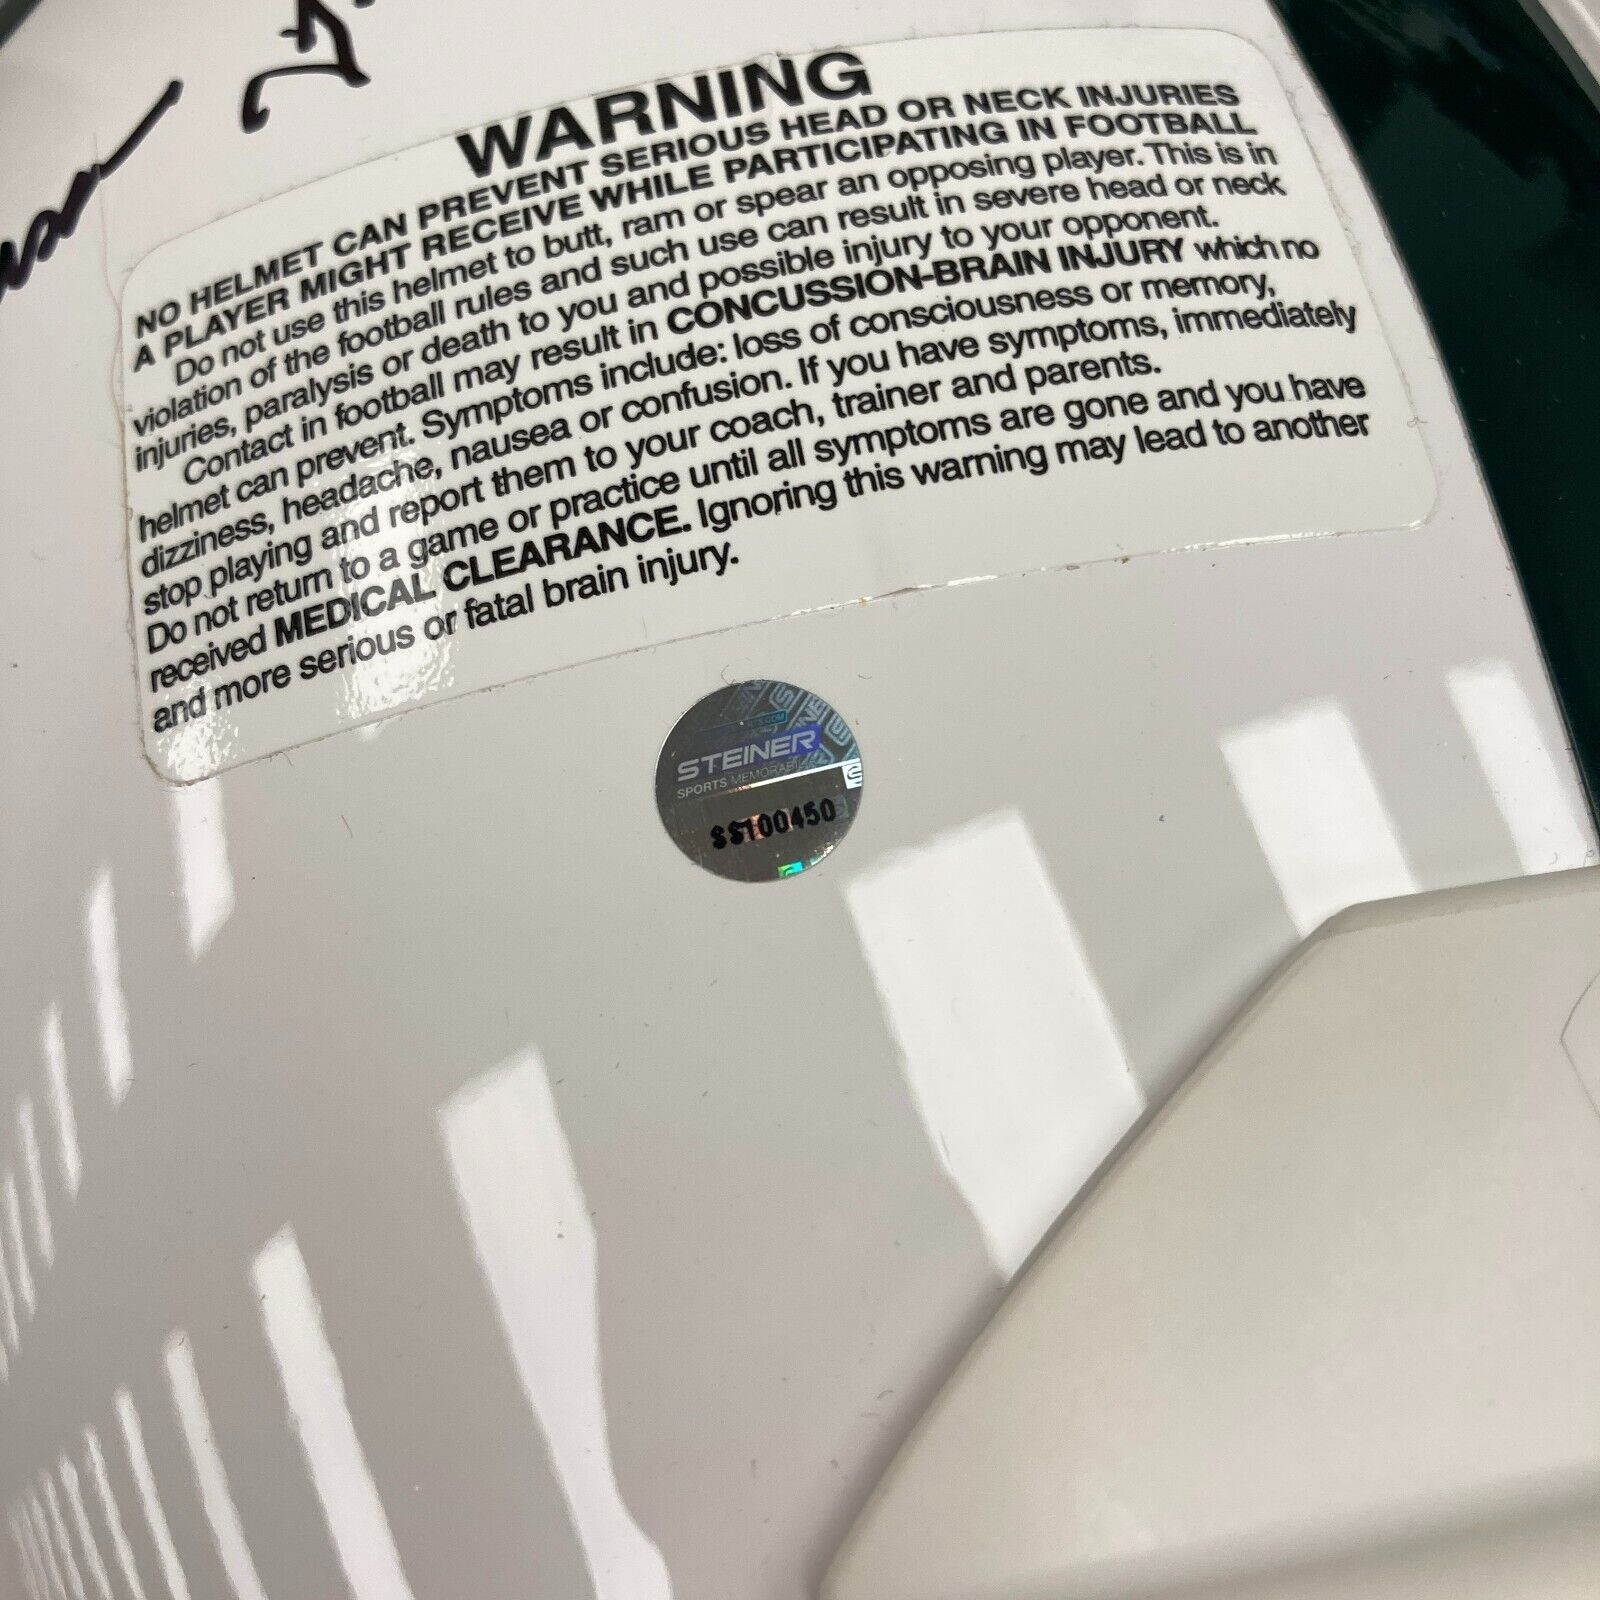 WARNING
NO HELMET CAN PREVENT SERIOUS HEAD OR NECK INJURIES
A PLAYER MIGHT RECEIVE WHILE PARTICIPATING IN FOOTBALL
Do not use this helmet to butt, ram or spear an opposing player. This is in
violation of the football rules and such use can result in severe head or neck
injuries, paralysis or death to you and possible injury to your opponent.
Contact in football may result in CONCUSSION-BRAIN INJURY which no
helmet can prevent. Symptoms include: loss of consciousness or memory,
dizziness, headache, nausea or confusion. If you have symptoms, immediately
stop playing and report them to your coach, trainer and parents.
Do not return to a game or practice until all symptoms are gone and you have
received MEDICAL CLEARANCE. Ignoring this warning may lead to another
and more serious or fatal brain injury.
STEINER
SPORTS MEMORABILIA
SS100450